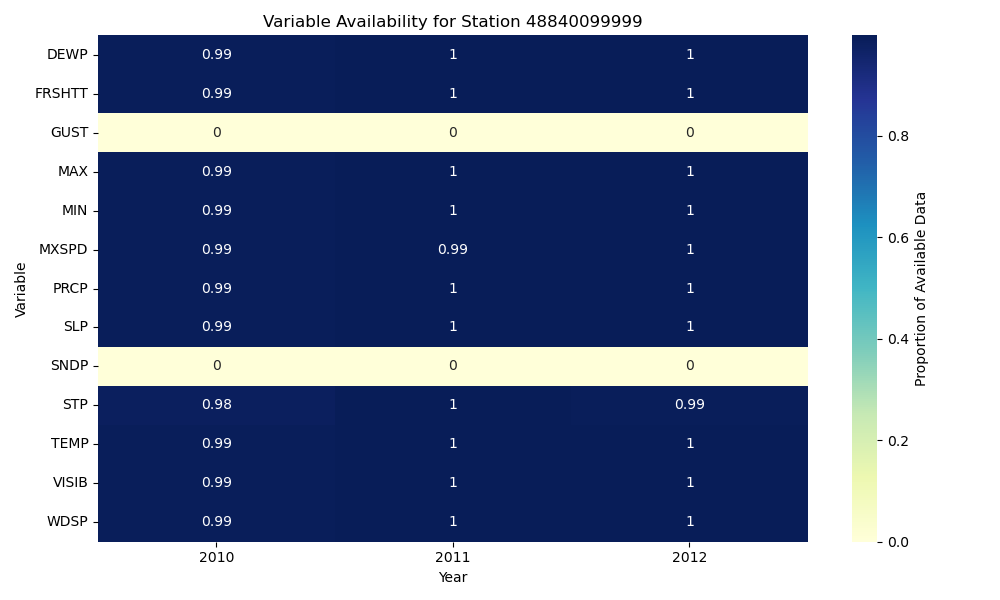 Variable Availability for Station 48840099999
Variable
DEWP 0.99 1 1
FRSHTT 0.99 1 1
GUST 0 0 0
MAX 0.99 1 1
MIN 0.99 1 1
MXSPD 0.99 0.99 1
PRCP 0.99 1 1
SLP 0.99 1 1
SNDP 0 0 0
STP 0.98 1 0.99
TEMP 0.99 1 1
VISIB 0.99 1 1
WDSP 0.99 1 1
2010 2011 2012
Year
0.8
0.6
0.4
0.2
0.0
Proportion of Available Data